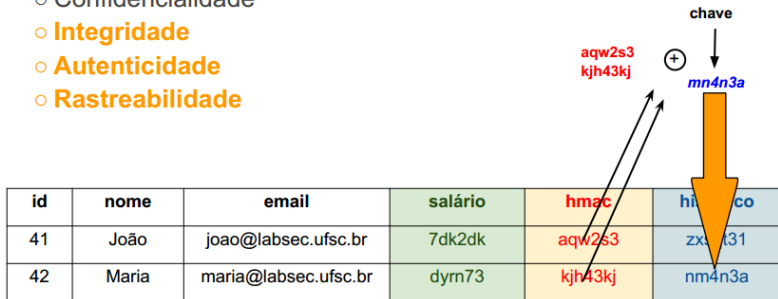 ○ Confidencialidade
○ Integridade
○ Autenticidade
○ Rastreabilidade
chave
aqw2s3
kjh43kj
+
mn4n3a
id nome email salário hmac
41 João joao@labsec.ufsc.br 7dk2dk aqw2s3
42 Maria maria@labsec.ufsc.br dyrn73 kjh43kj nm4n3a